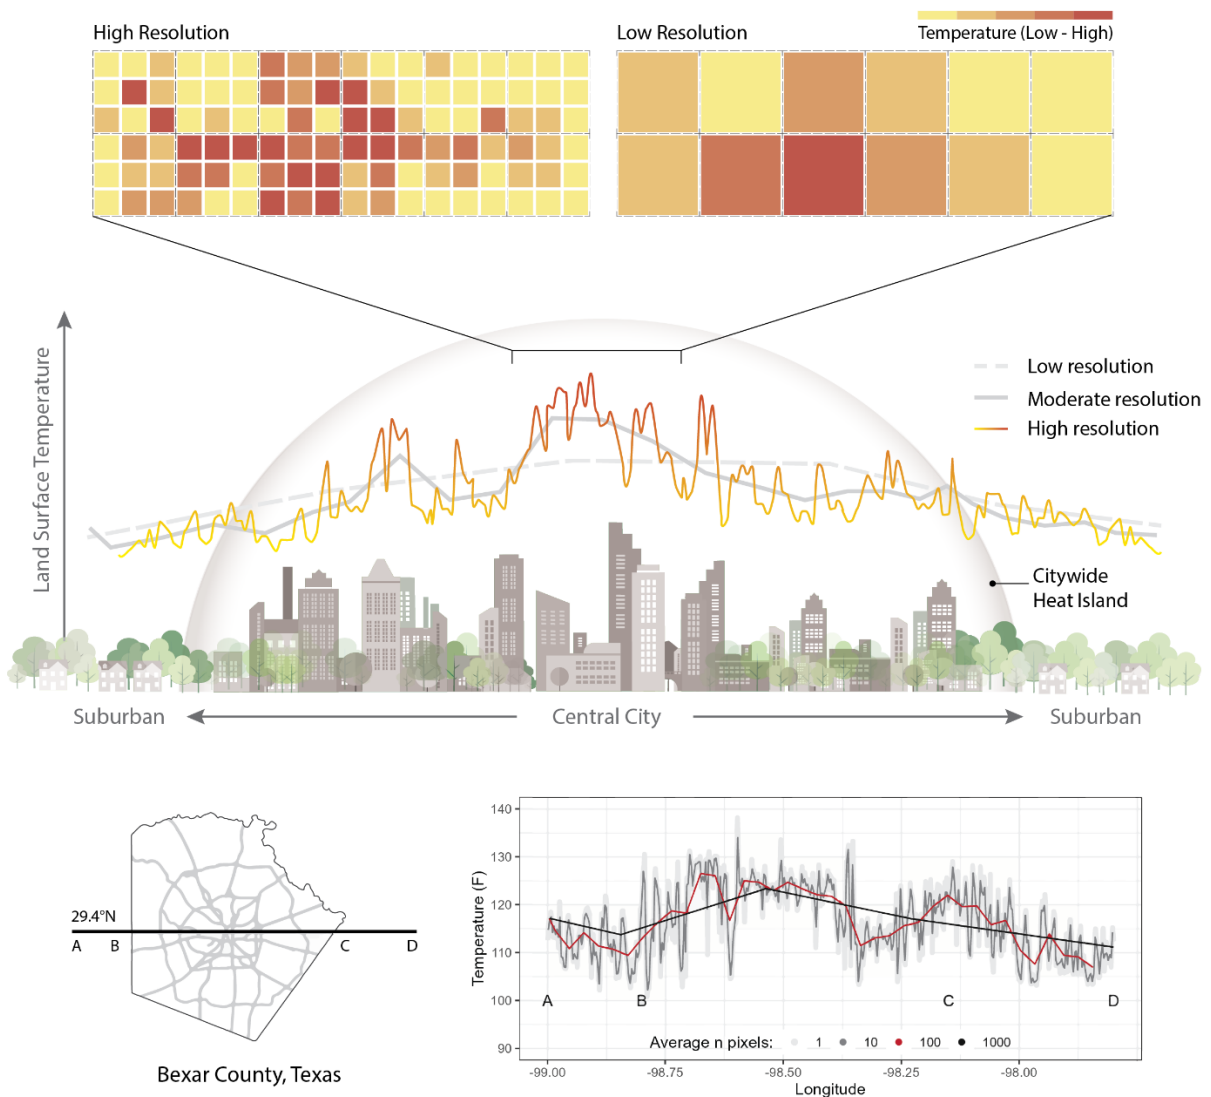 High Resolution
Low Resolution
Temperature (Low - High)
Land Surface Temperature
Low resolution
Moderate resolution
High resolution
Citywide
Heat Island
Suburban
Central City
Suburban
29.4°N
A
B
C
D
Bexar County, Texas
Temperature (F)
140
130
120
110
100
90
A
B
C
D
Average n pixels:
1
10
100
1000
-99.00
-98.75
-98.50
-98.25
-98.00
Longitude